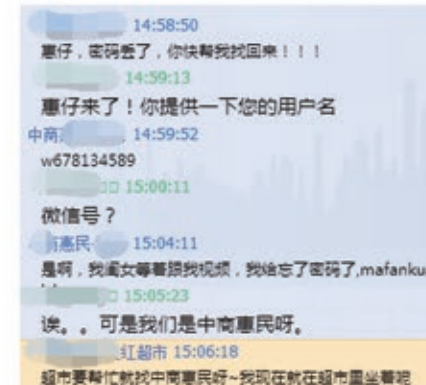 14:58:50
惠仔，密码丢了，你快帮我找回来！！！
14:59:13
惠仔来了！你提供一下您的用户名
中商 14:59:52
w678134589
15:00:11
微信号？
惠民 15:04:11
是啊，我闺女等着跟我视频，我给忘了密码了,mafanku
15:05:23
诶。。可是我们是中商惠民呀。
红超市 15:06:18
超市要帮忙就找中商惠民呀~我现在就在超市里坐着呢